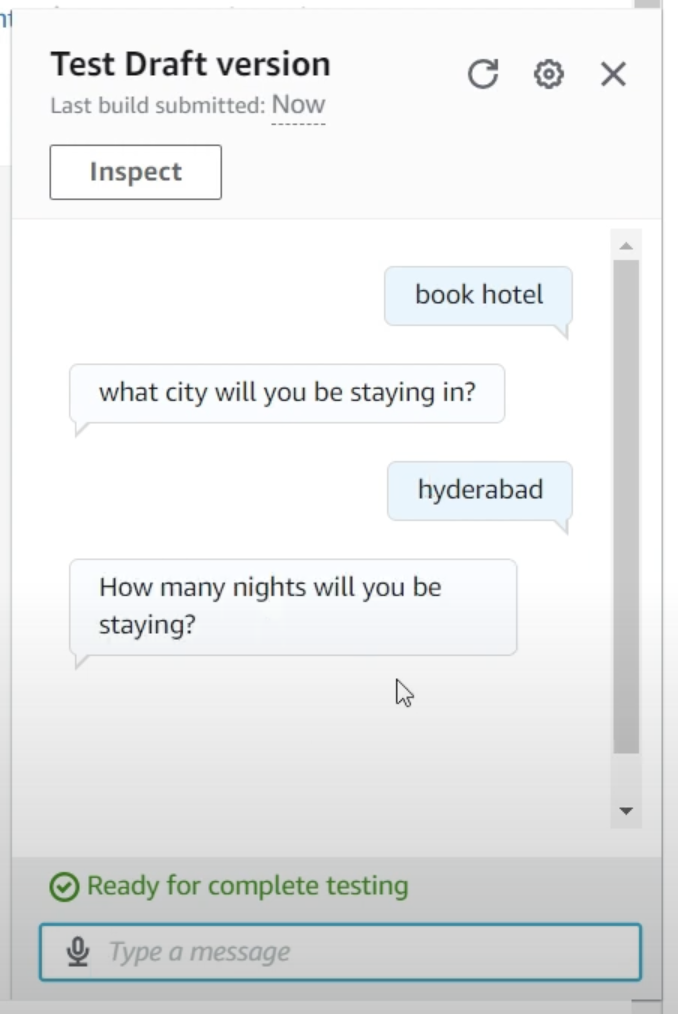 Test Draft version
Last build submitted: Now
Inspect
book hotel
what city will you be staying in?
hyderabad
How many nights will you be
staying?
Ready for complete testing
Type a message